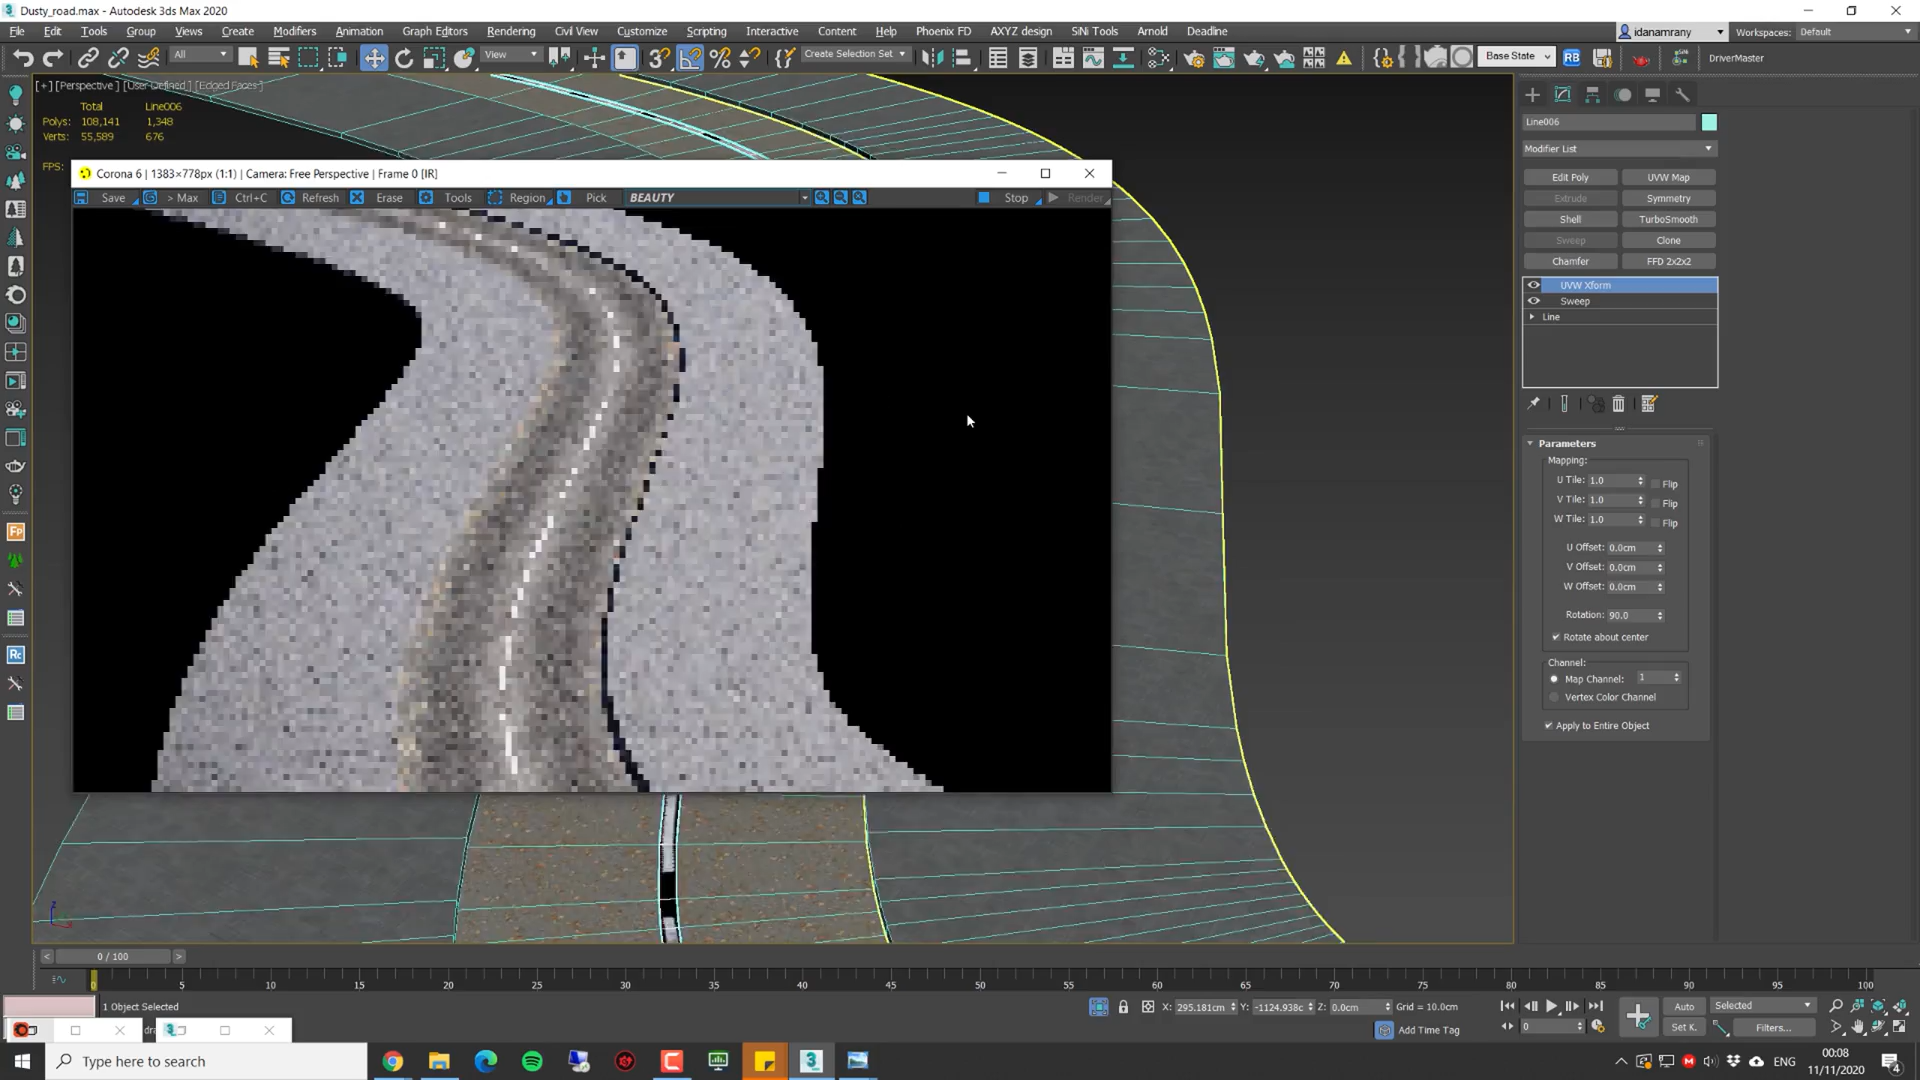 Dusty_road.max - Autodesk 3ds Max 2020
File Edit Tools Group Views Create Modifiers Animation Graph Editors Rendering Civil View Customize Scripting Interactive Content Help Phoenix FD AXYZ design SiNi Tools Arnold Deadline
idanamrany Workspaces: Default
All View Create Selection Set Base State RB DriverMaster
[+] [Perspective] [User Defined] [Edged Faces]
Total Line006
Polys: 108,141 1,348
Verts: 55,589 676
FPS:
Corona 6 | 1383×778px (1:1) | Camera: Free Perspective | Frame 0 [IR]
Save > Max Ctrl+C Refresh Erase Tools Region Pick BEAUTY Stop Render
Line006
Modifier List
Edit Poly UVW Map
Extrude Symmetry
Shell TurboSmooth
Sweep Clone
Chamfer FFD 2x2x2
UVW Xform
Sweep
Line
Parameters
Mapping:
U Tile: 1.0 Flip
V Tile: 1.0 Flip
W Tile: 1.0 Flip
U Offset: 0.0cm
V Offset: 0.0cm
W Offset: 0.0cm
Rotation: 90.0
Rotate about center
Channel:
Map Channel: 1
Vertex Color Channel
Apply to Entire Object
Fp
Rc
< 0 / 100 >
0 5 10 15 20 25 30 35 40 45 50 55 60 65 70 75 80 85 90 95 100
1 Object Selected X: 295.181cm Y: -1124.938c Z: 0.0cm Grid = 10.0cm
Auto Selected
Add Time Tag 0 Set K. Filters...
Type here to search
ENG
00:08
11/11/2020
4